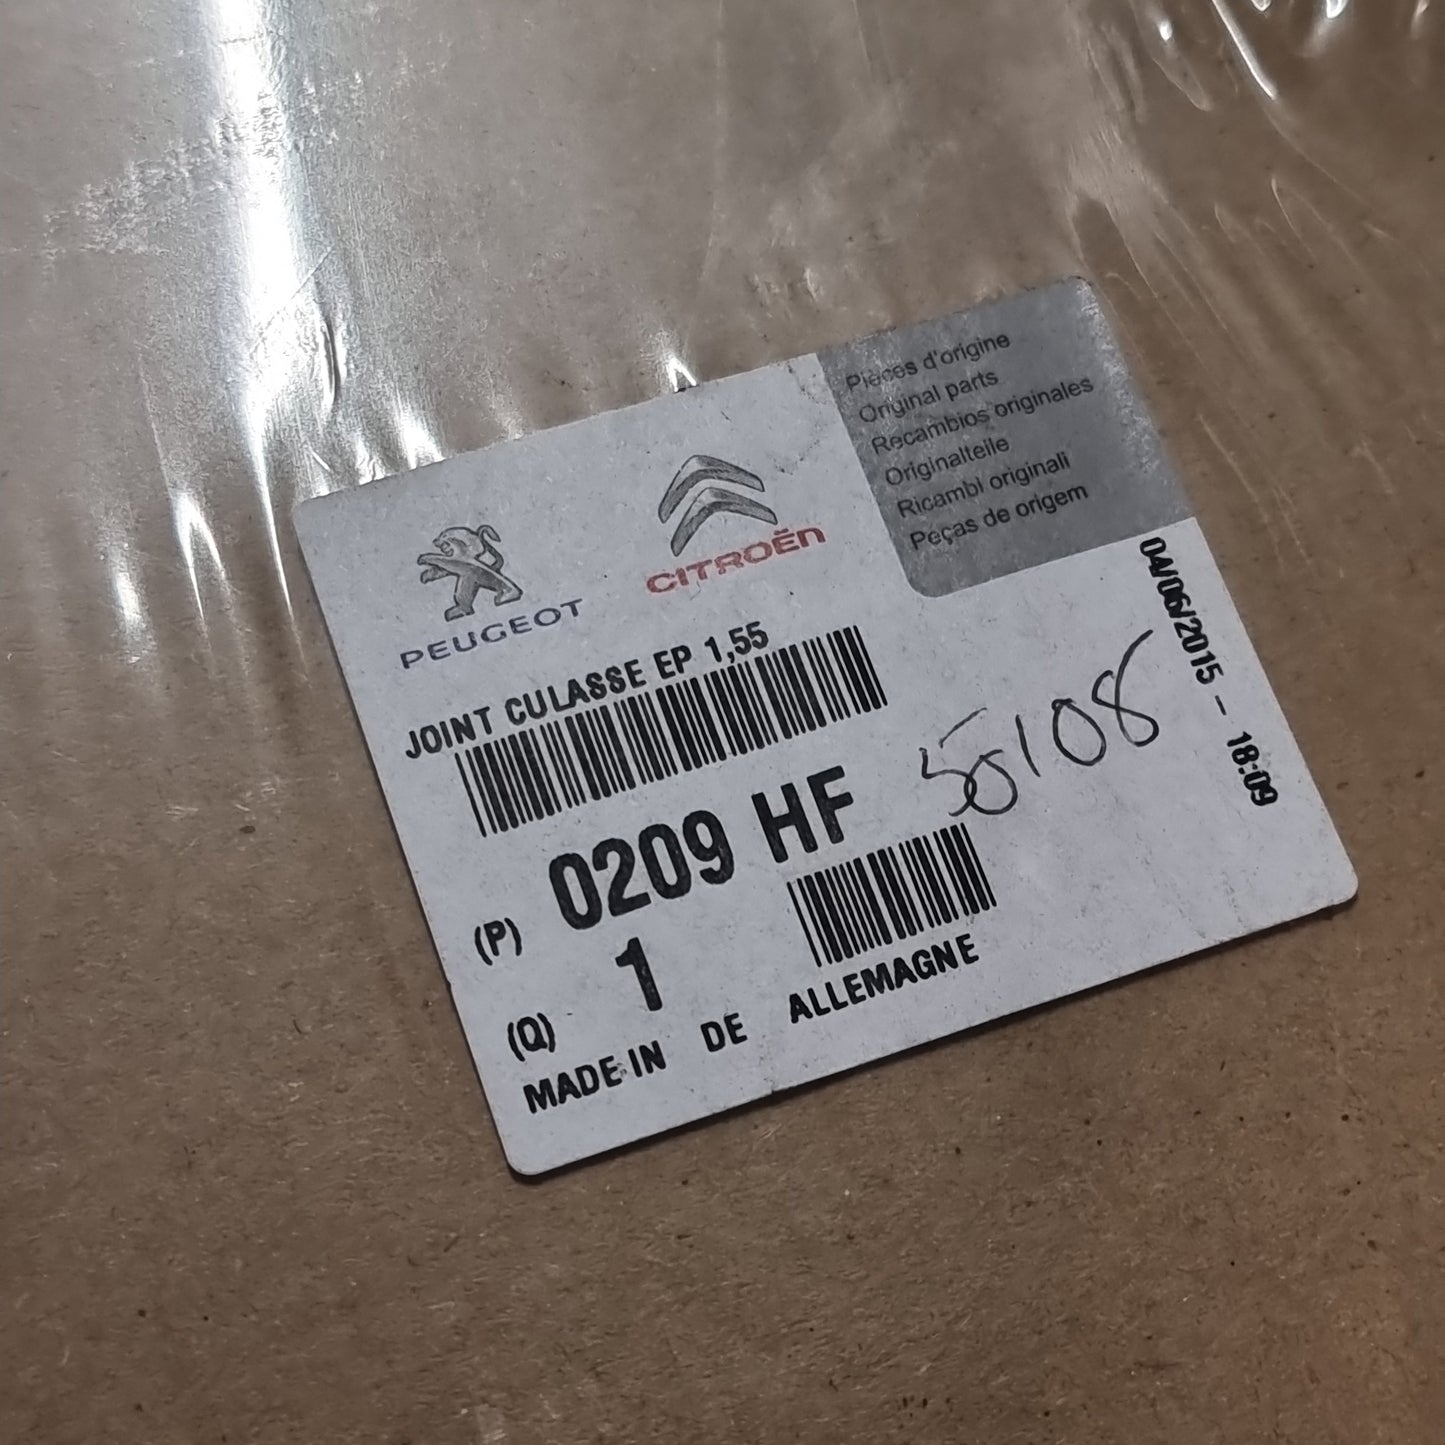 Pièces d'origine
Original parts
Recambios originales
Originalteile
Ricambi originali
Peças de origem
PEUGEOT
CITROËN
04/06/2015 - 18:09
JOINT CULASSE EP 1,55
50108
(P) 0209 HF
(Q) 1
MADE IN DE ALLEMAGNE